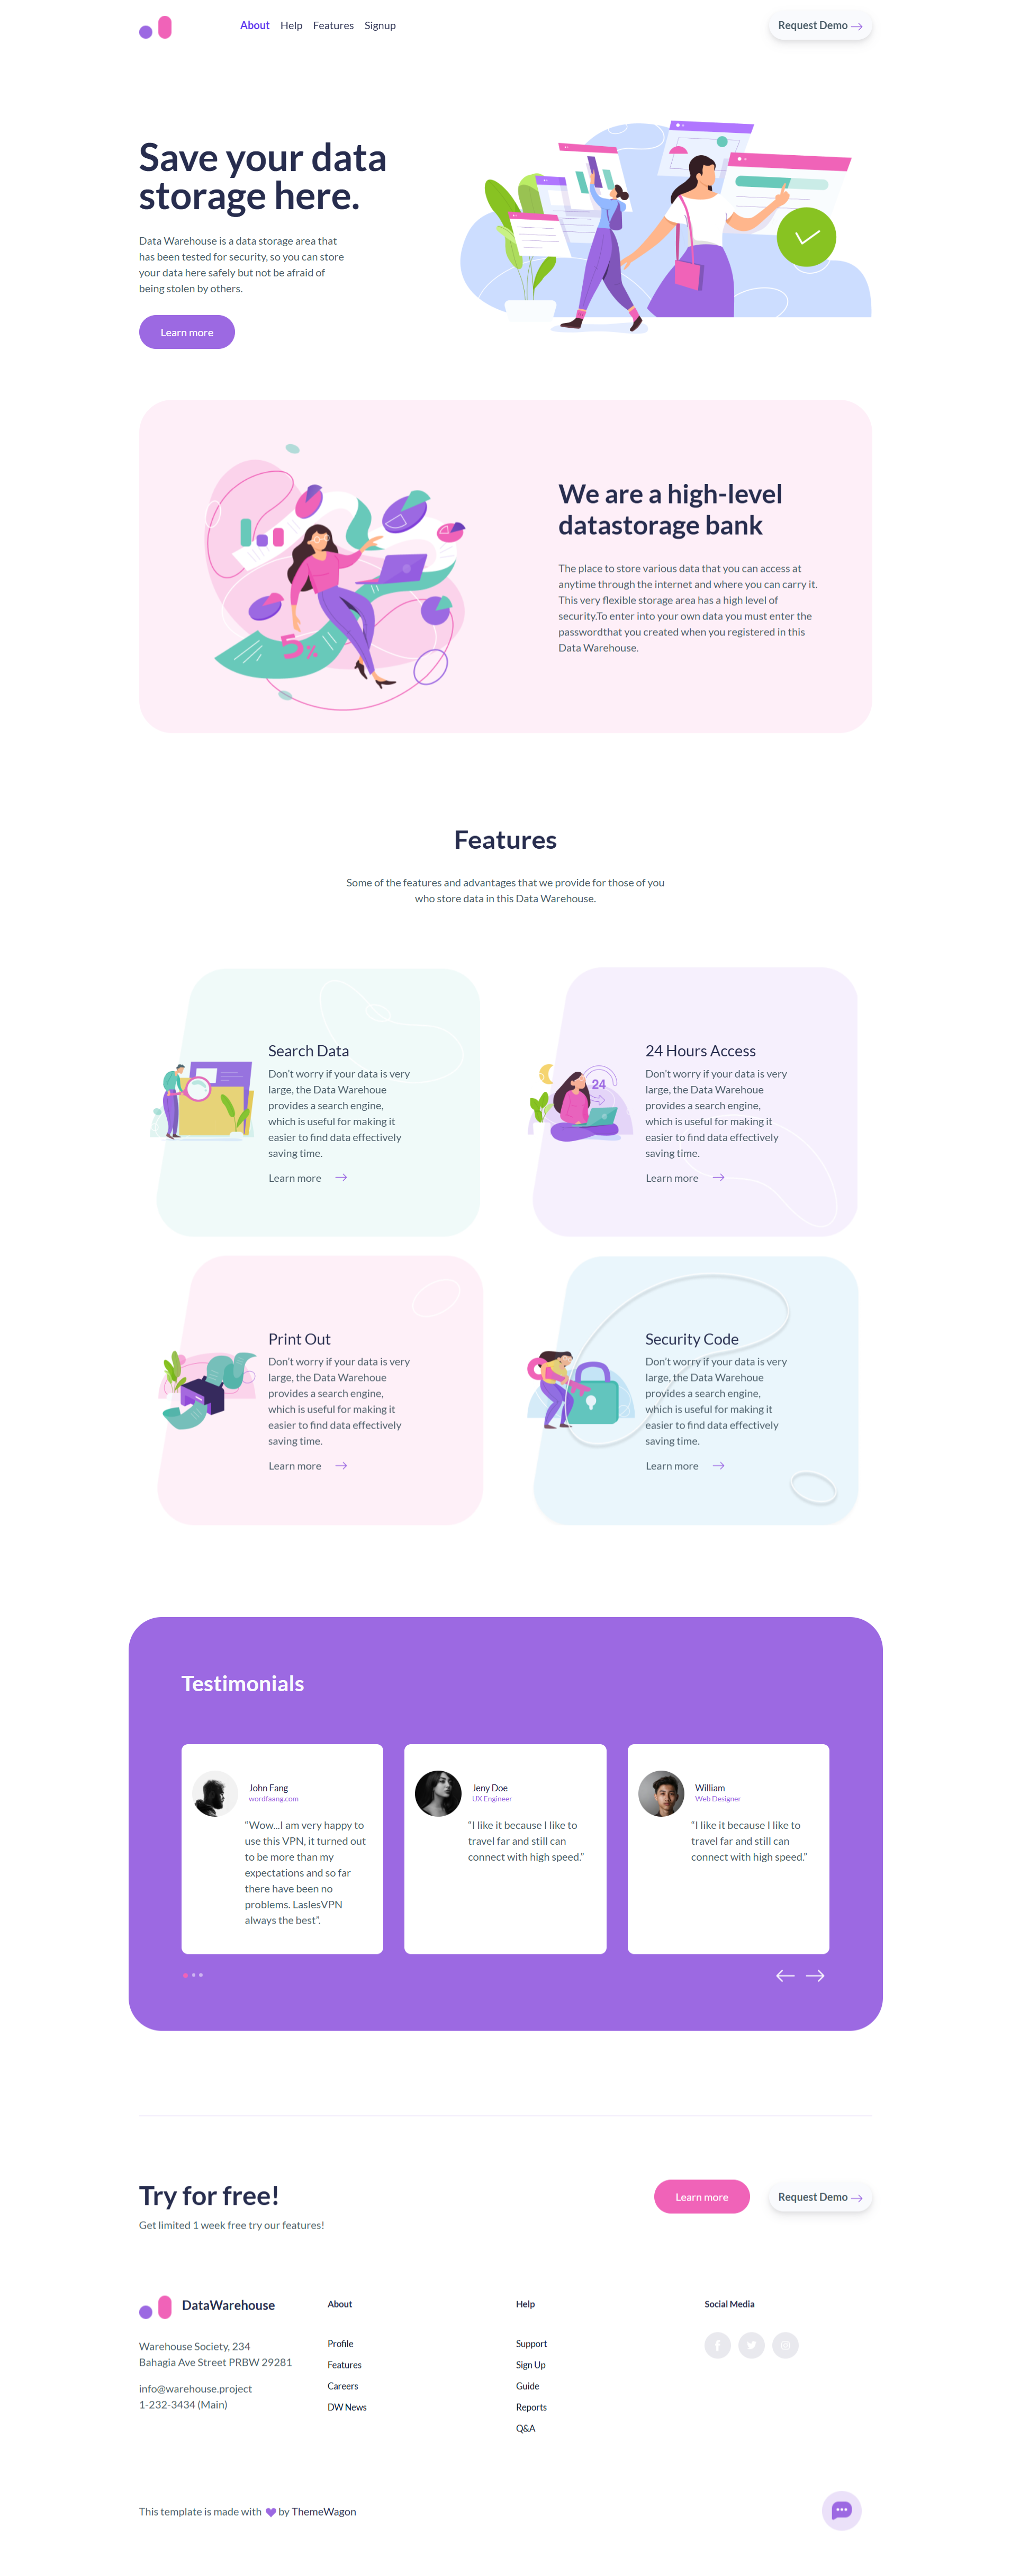 About Help Features Signup
Request Demo
Save your data
storage here.
Data Warehouse is a data storage area that
has been tested for security, so you can store
your data here safely but not be afraid of
being stolen by others.
Learn more
5%
We are a high-level
datastorage bank
The place to store various data that you can access at
anytime through the internet and where you can carry it.
This very flexible storage area has a high level of
security.To enter into your own data you must enter the
passwordthat you created when you registered in this
Data Warehouse.
Features
Some of the features and advantages that we provide for those of you
who store data in this Data Warehouse.
Search Data
Don't worry if your data is very
large, the Data Warehoue
provides a search engine,
which is useful for making it
easier to find data effectively
saving time.
Learn more
24
24 Hours Access
Don't worry if your data is very
large, the Data Warehoue
provides a search engine,
which is useful for making it
easier to find data effectively
saving time.
Learn more
Print Out
Don't worry if your data is very
large, the Data Warehoue
provides a search engine,
which is useful for making it
easier to find data effectively
saving time.
Learn more
Security Code
Don't worry if your data is very
large, the Data Warehoue
provides a search engine,
which is useful for making it
easier to find data effectively
saving time.
Learn more
Testimonials
John Fang
wordfaang.com
“Wow...I am very happy to
use this VPN, it turned out
to be more than my
expectations and so far
there have been no
problems. LaslesVPN
always the best”.
Jeny Doe
UX Engineer
“I like it because I like to
travel far and still can
connect with high speed.”
William
Web Designer
“I like it because I like to
travel far and still can
connect with high speed.”
Try for free!
Get limited 1 week free try our features!
Learn more
Request Demo
DataWarehouse
Warehouse Society, 234
Bahagia Ave Street PRBW 29281
info@warehouse.project
1-232-3434 (Main)
About
Profile
Features
Careers
DW News
Help
Support
Sign Up
Guide
Reports
Q&A
Social Media
This template is made with by ThemeWagon